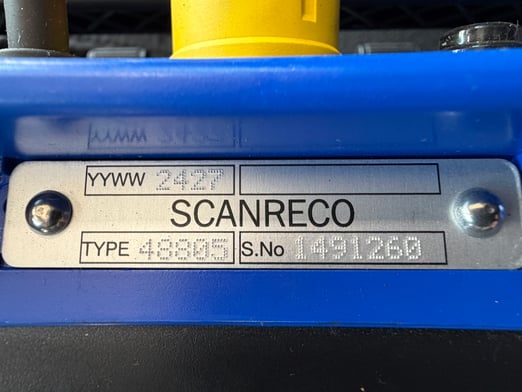 YYWW 2427
SCANRECO
TYPE 48805 S.No 1491260